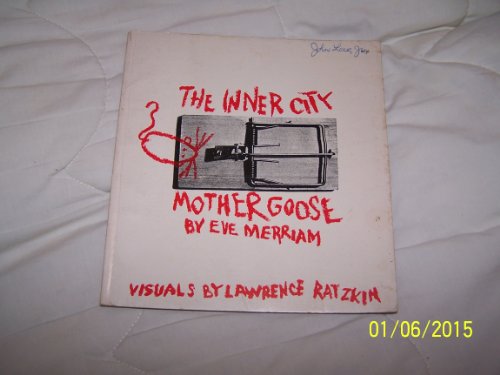 THE INNER CITY
MOTHER GOOSE
BY EVE MERRIAM
VISUALS BY LAWRENCE RATZKIN
01/06/2015